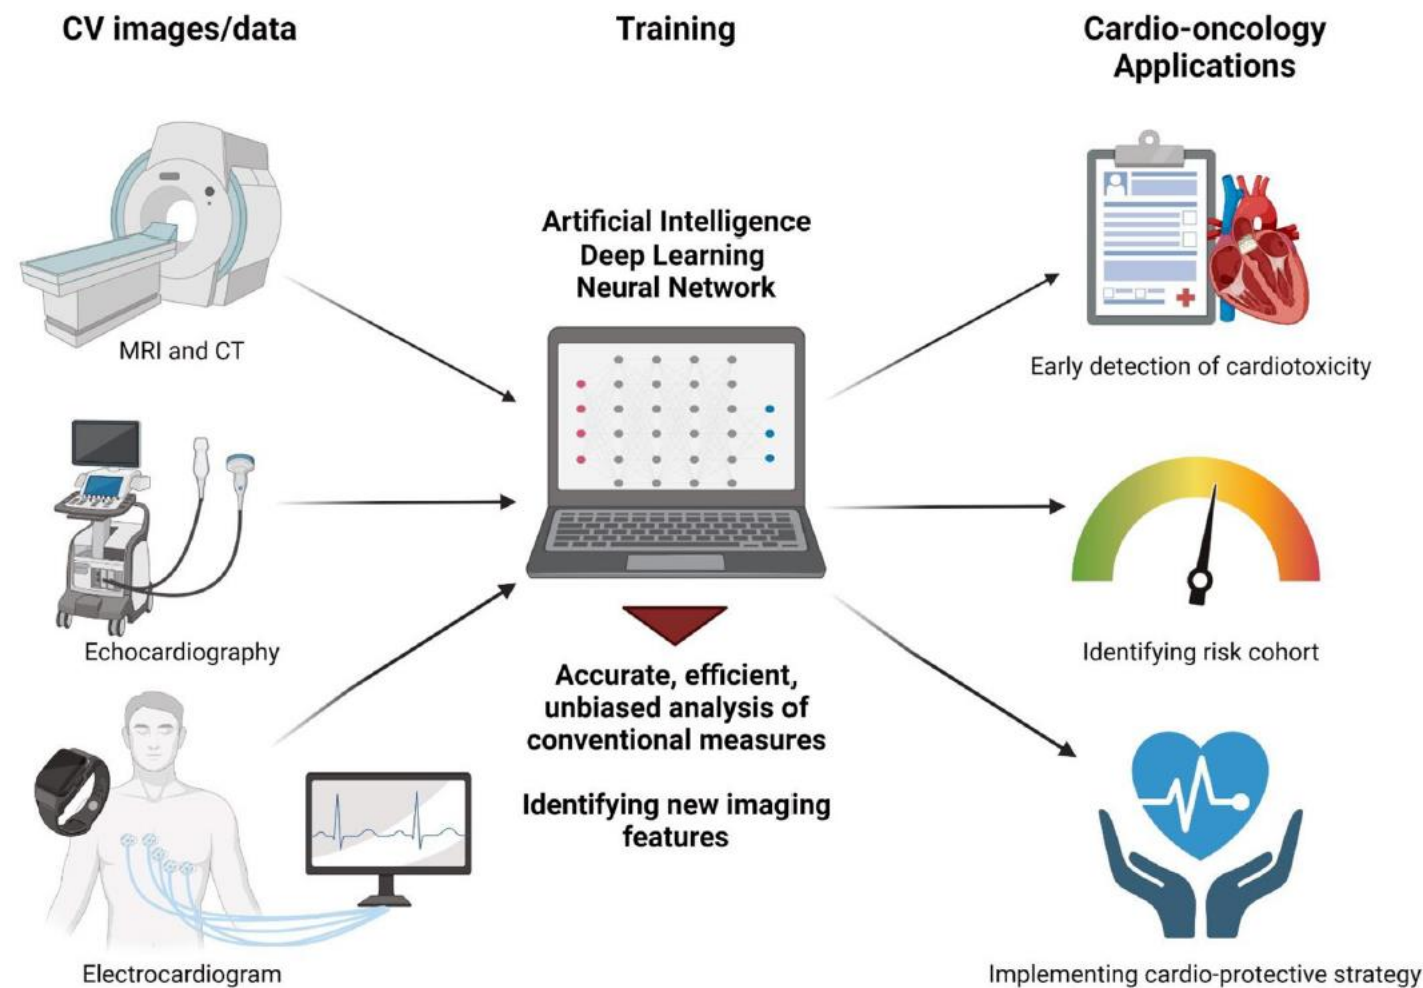 CV images/data
Training
Cardio-oncology
Applications
MRI and CT
Echocardiography
Electrocardiogram
Artificial Intelligence
Deep Learning
Neural Network
Accurate, efficient,
unbiased analysis of
conventional measures
Identifying new imaging
features
Early detection of cardiotoxicity
Identifying risk cohort
Implementing cardio-protective strategy